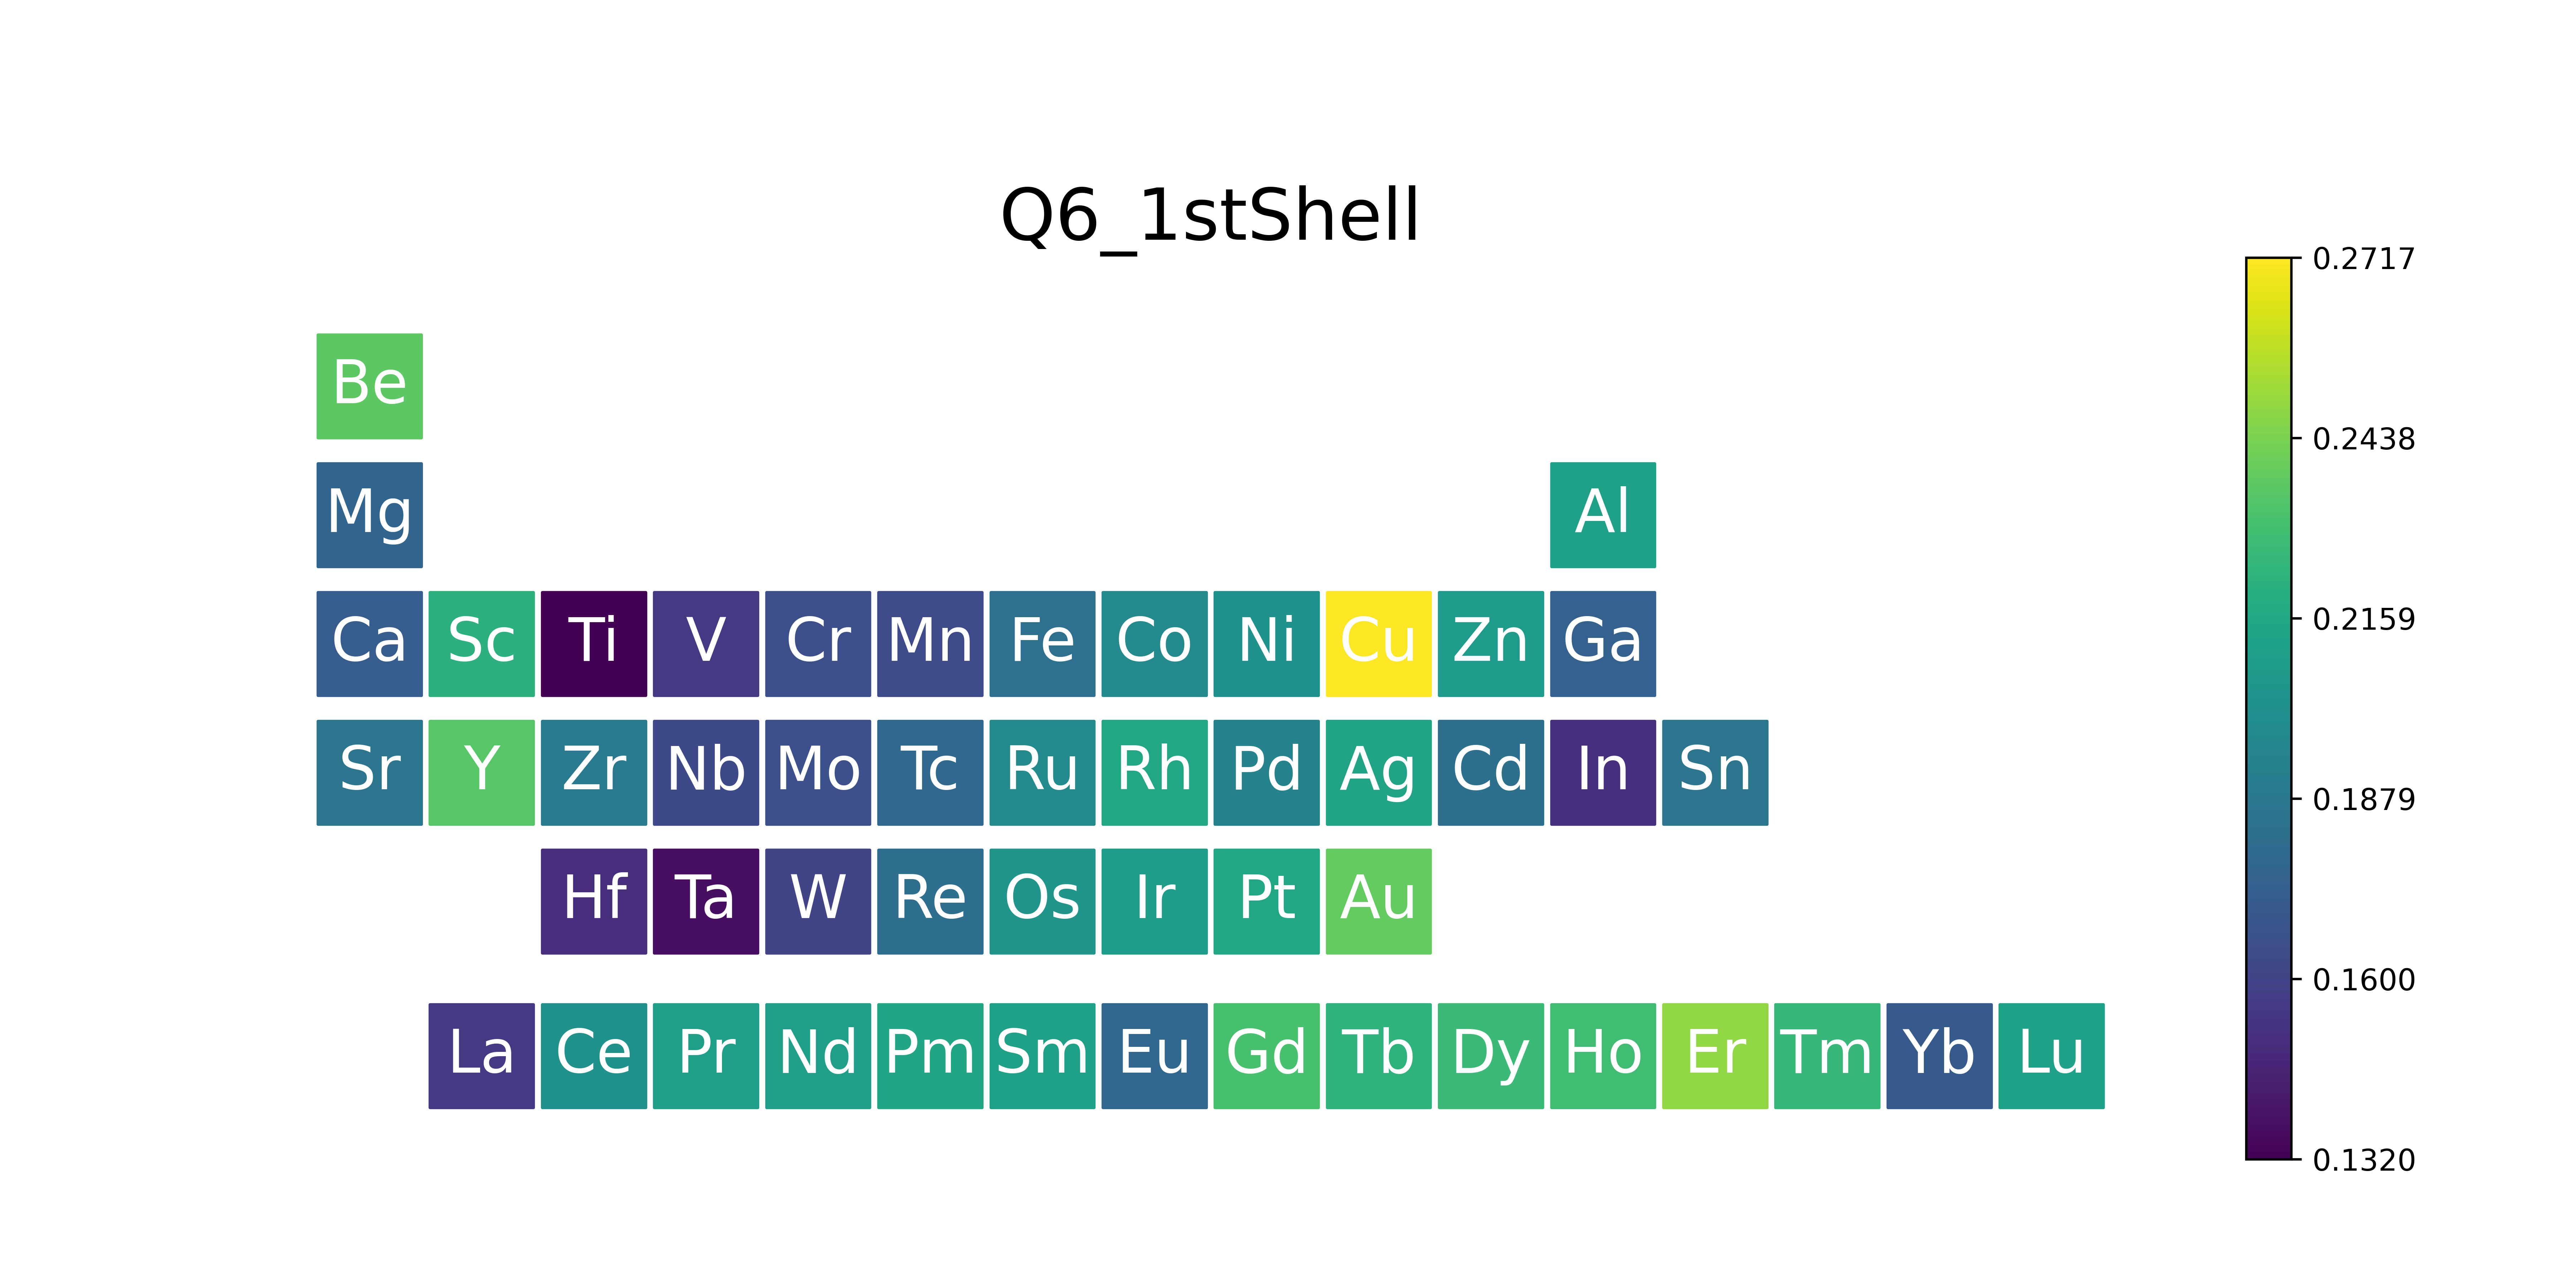 Q6_1stShell
0.2717
Be
0.2438
Mg Al
Ca Sc Ti V Cr Mn Fe Co Ni Cu Zn Ga
0.2159
Sr Y Zr Nb Mo Tc Ru Rh Pd Ag Cd In Sn
0.1879
Hf Ta W Re Os Ir Pt Au
0.1600
La Ce Pr Nd Pm Sm Eu Gd Tb Dy Ho Er Tm Yb Lu
0.1320